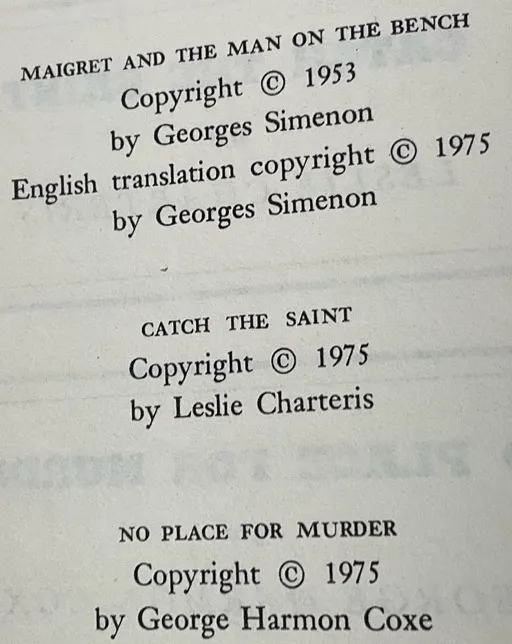 MAIGRET AND THE MAN ON THE BENCH
Copyright © 1953
by Georges Simenon
English translation copyright © 1975
by Georges Simenon
CATCH THE SAINT
Copyright © 1975
by Leslie Charteris
NO PLACE FOR MURDER
Copyright © 1975
by George Harmon Coxe